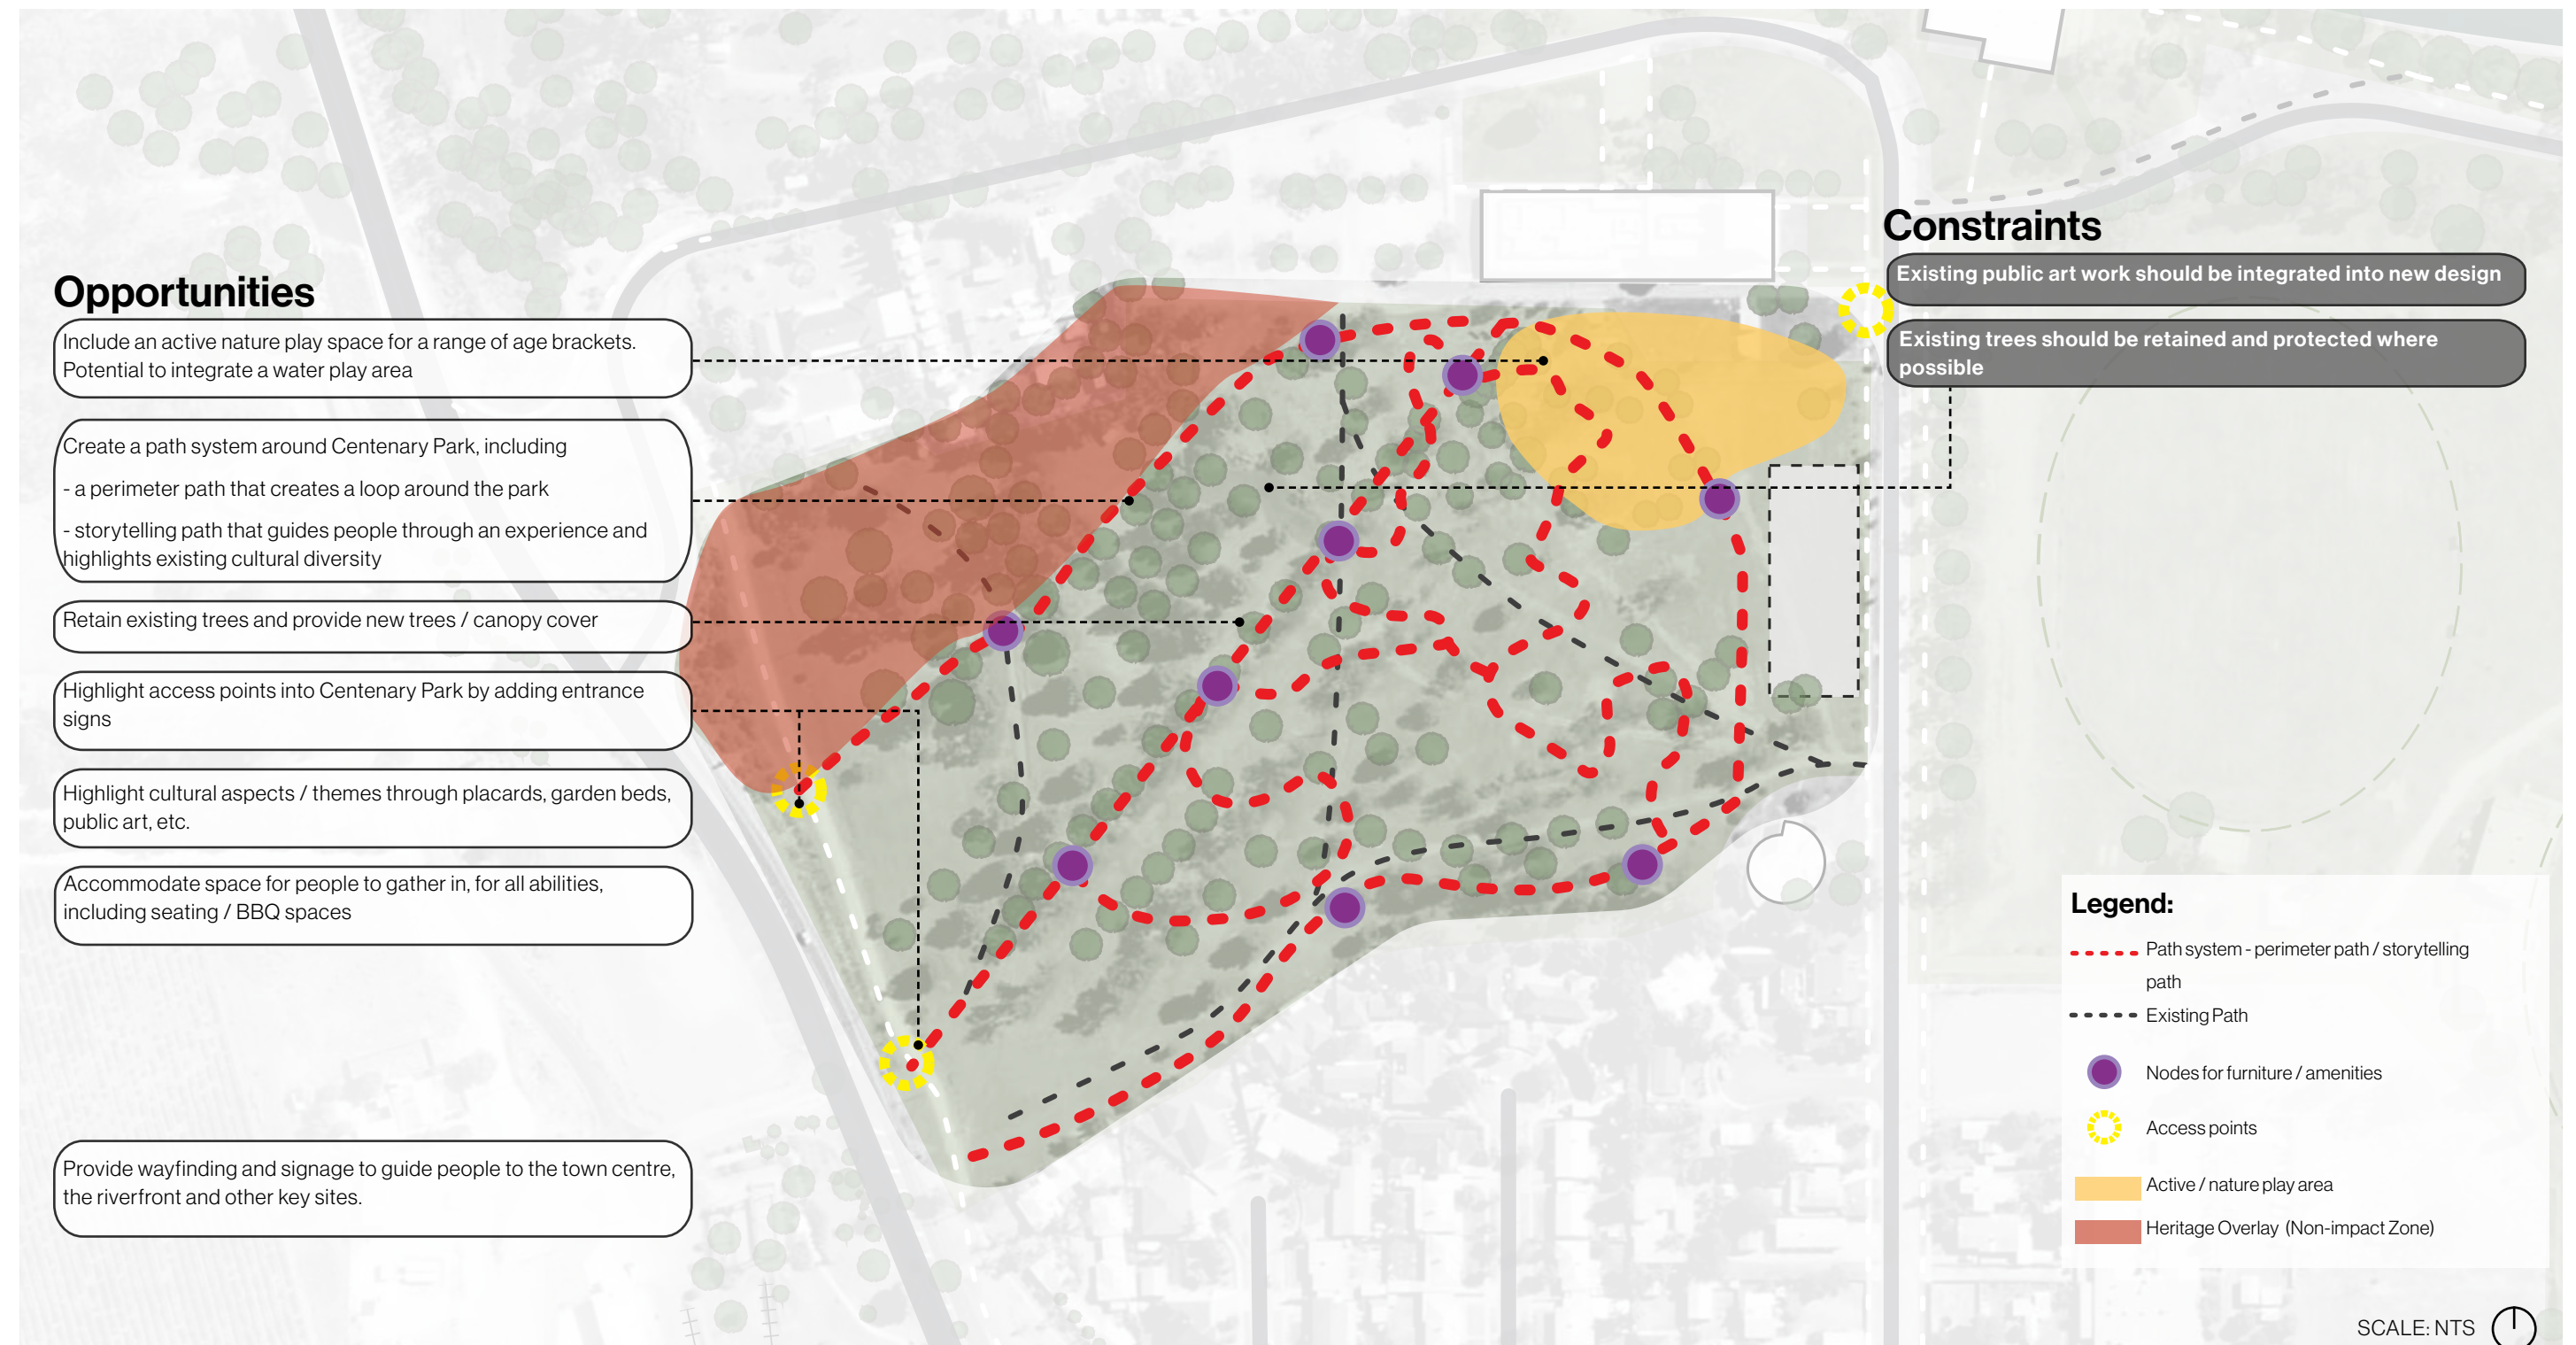 Opportunities
Include an active nature play space for a range of age brackets.
Potential to integrate a water play area
Create a path system around Centenary Park, including
- a perimeter path that creates a loop around the park
- storytelling path that guides people through an experience and
highlights existing cultural diversity
Retain existing trees and provide new trees / canopy cover
Highlight access points into Centenary Park by adding entrance
signs
Highlight cultural aspects / themes through placards, garden beds,
public art, etc.
Accommodate space for people to gather in, for all abilities,
including seating / BBQ spaces
Provide wayfinding and signage to guide people to the town centre,
the riverfront and other key sites.
Constraints
Existing public art work should be integrated into new design
Existing trees should be retained and protected where
possible
Legend:
Path system - perimeter path / storytelling
path
Existing Path
Nodes for furniture / amenities
Access points
Active / nature play area
Heritage Overlay (Non-impact Zone)
SCALE: NTS